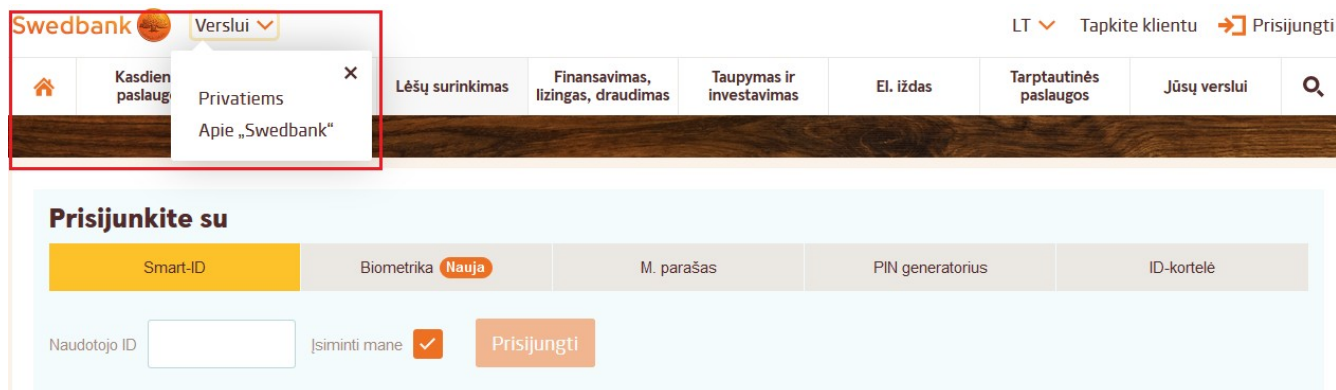 Swedbank Verslui LT Tapkite klientu Prisijungti
Privatiems
Apie „Swedbank“
Lėšų surinkimas
Finansavimas,
lizingas, draudimas
Taupymas ir
investavimas
El. iždas
Tarptautinės
paslaugos
Jūsų verslui
Prisijunkite su
Smart-ID Biometrika Nauja M. parašas PIN generatorius ID-kortelė
Naudotojo ID Įsiminti mane Prisijungti